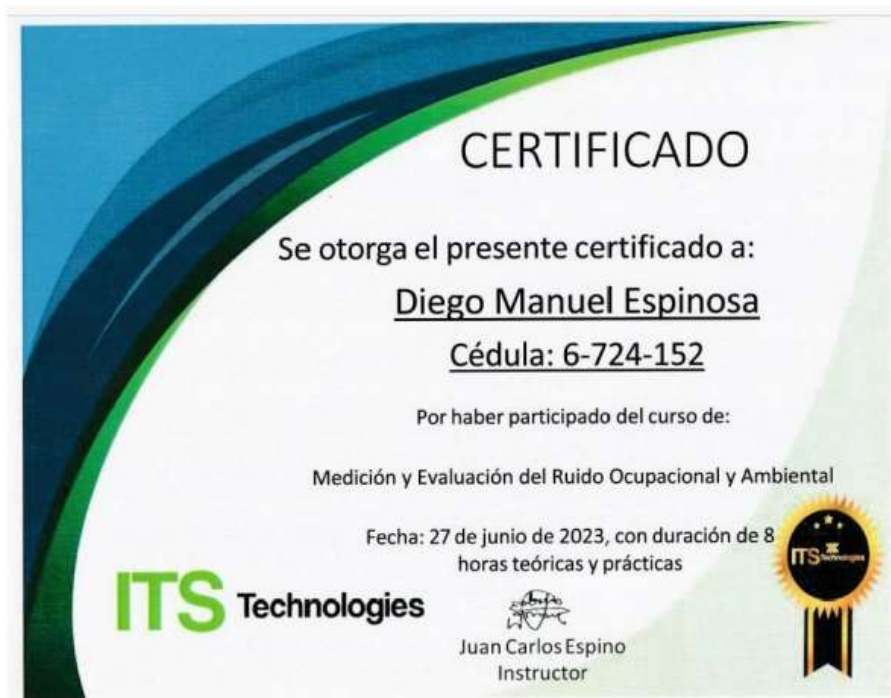 CERTIFICADO
Se otorga el presente certificado a:
Diego Manuel Espinosa
Cédula: 6-724-152
Por haber participado del curso de:
Medición y Evaluación del Ruido Ocupacional y Ambiental
Fecha: 27 de junio de 2023, con duración de 8
horas teóricas y prácticas
ITS Technologies
ITS Technologies
Juan Carlos Espino
Instructor